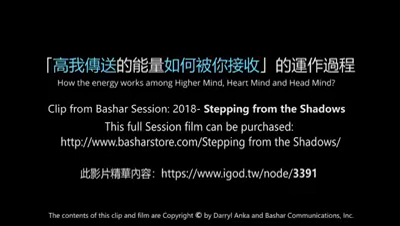 「高我傳送的能量如何被你接收」的運作過程
How the energy works among Higher Mind, Heart Mind and Head Mind?
Clip from Bashar Session: 2018- Stepping from the Shadows
This full Session film can be purchased:
http://www.basharstore.com/Stepping from the Shadows/
此影片精華內容：https://www.igod.tw/node/3391
The contents of this clip and film are Copyright © by Darryl Anka and Bashar Communications, Inc.